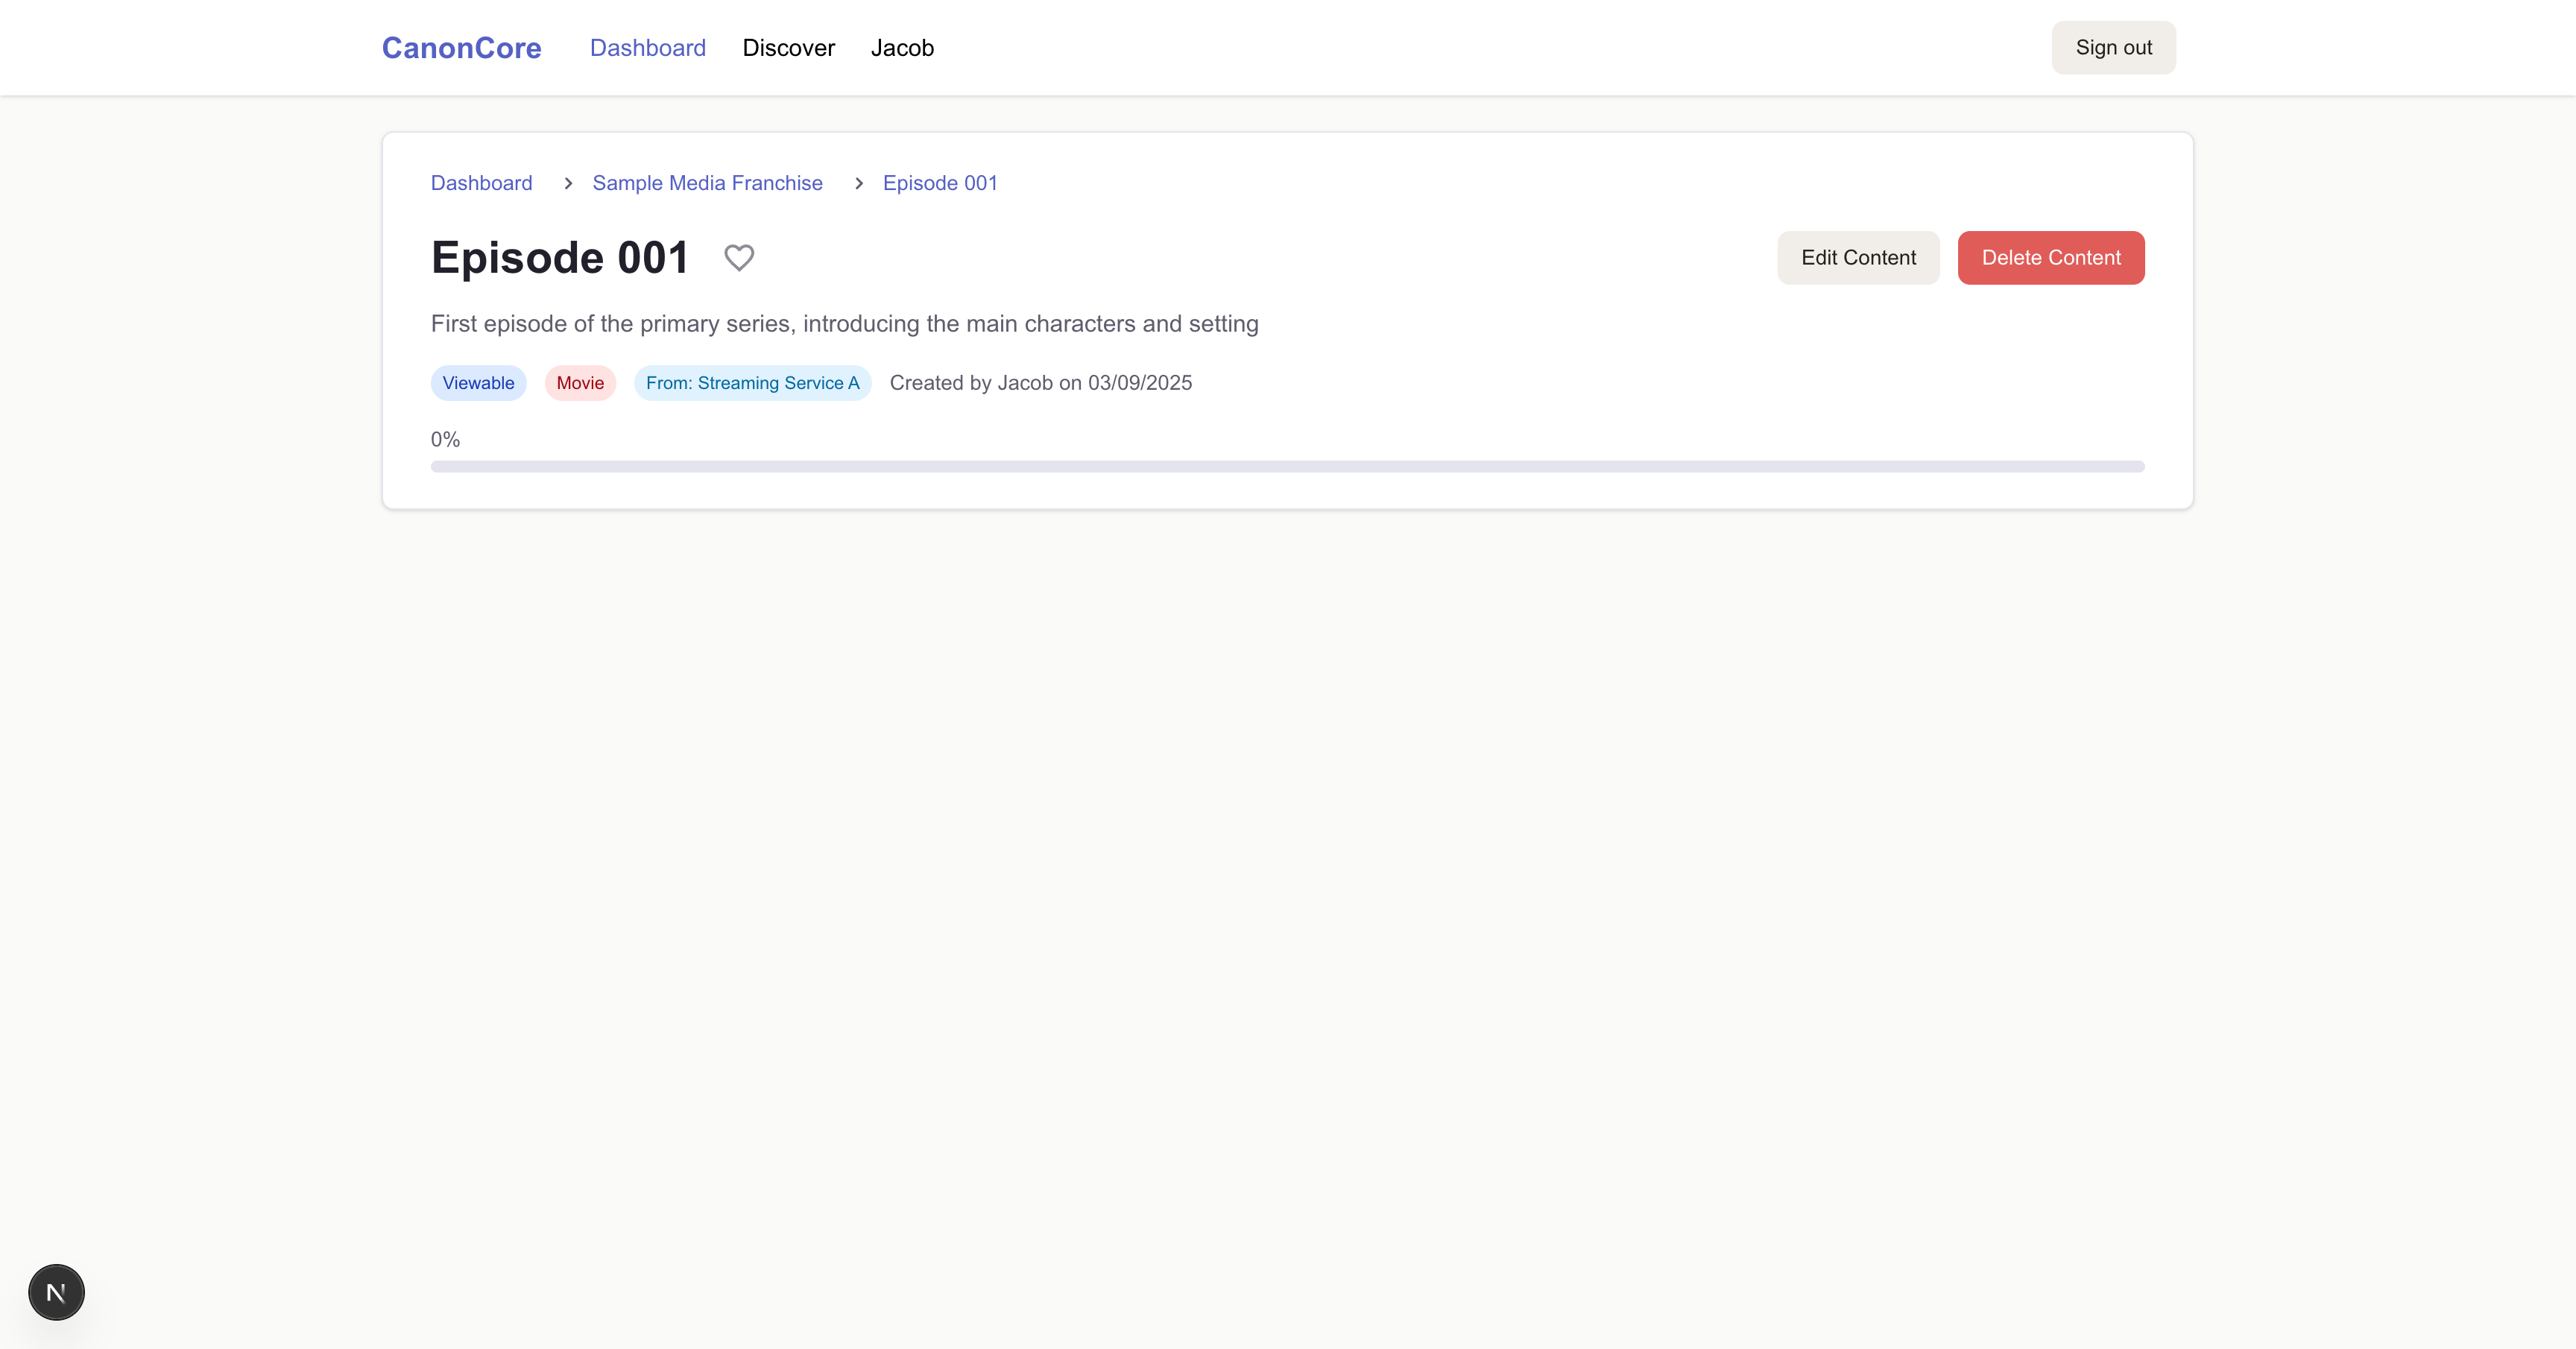 CanonCore Dashboard Discover Jacob Sign out
Dashboard > Sample Media Franchise > Episode 001
Episode 001 Edit Content Delete Content
First episode of the primary series, introducing the main characters and setting
Viewable Movie From: Streaming Service A Created by Jacob on 03/09/2025
0%
N